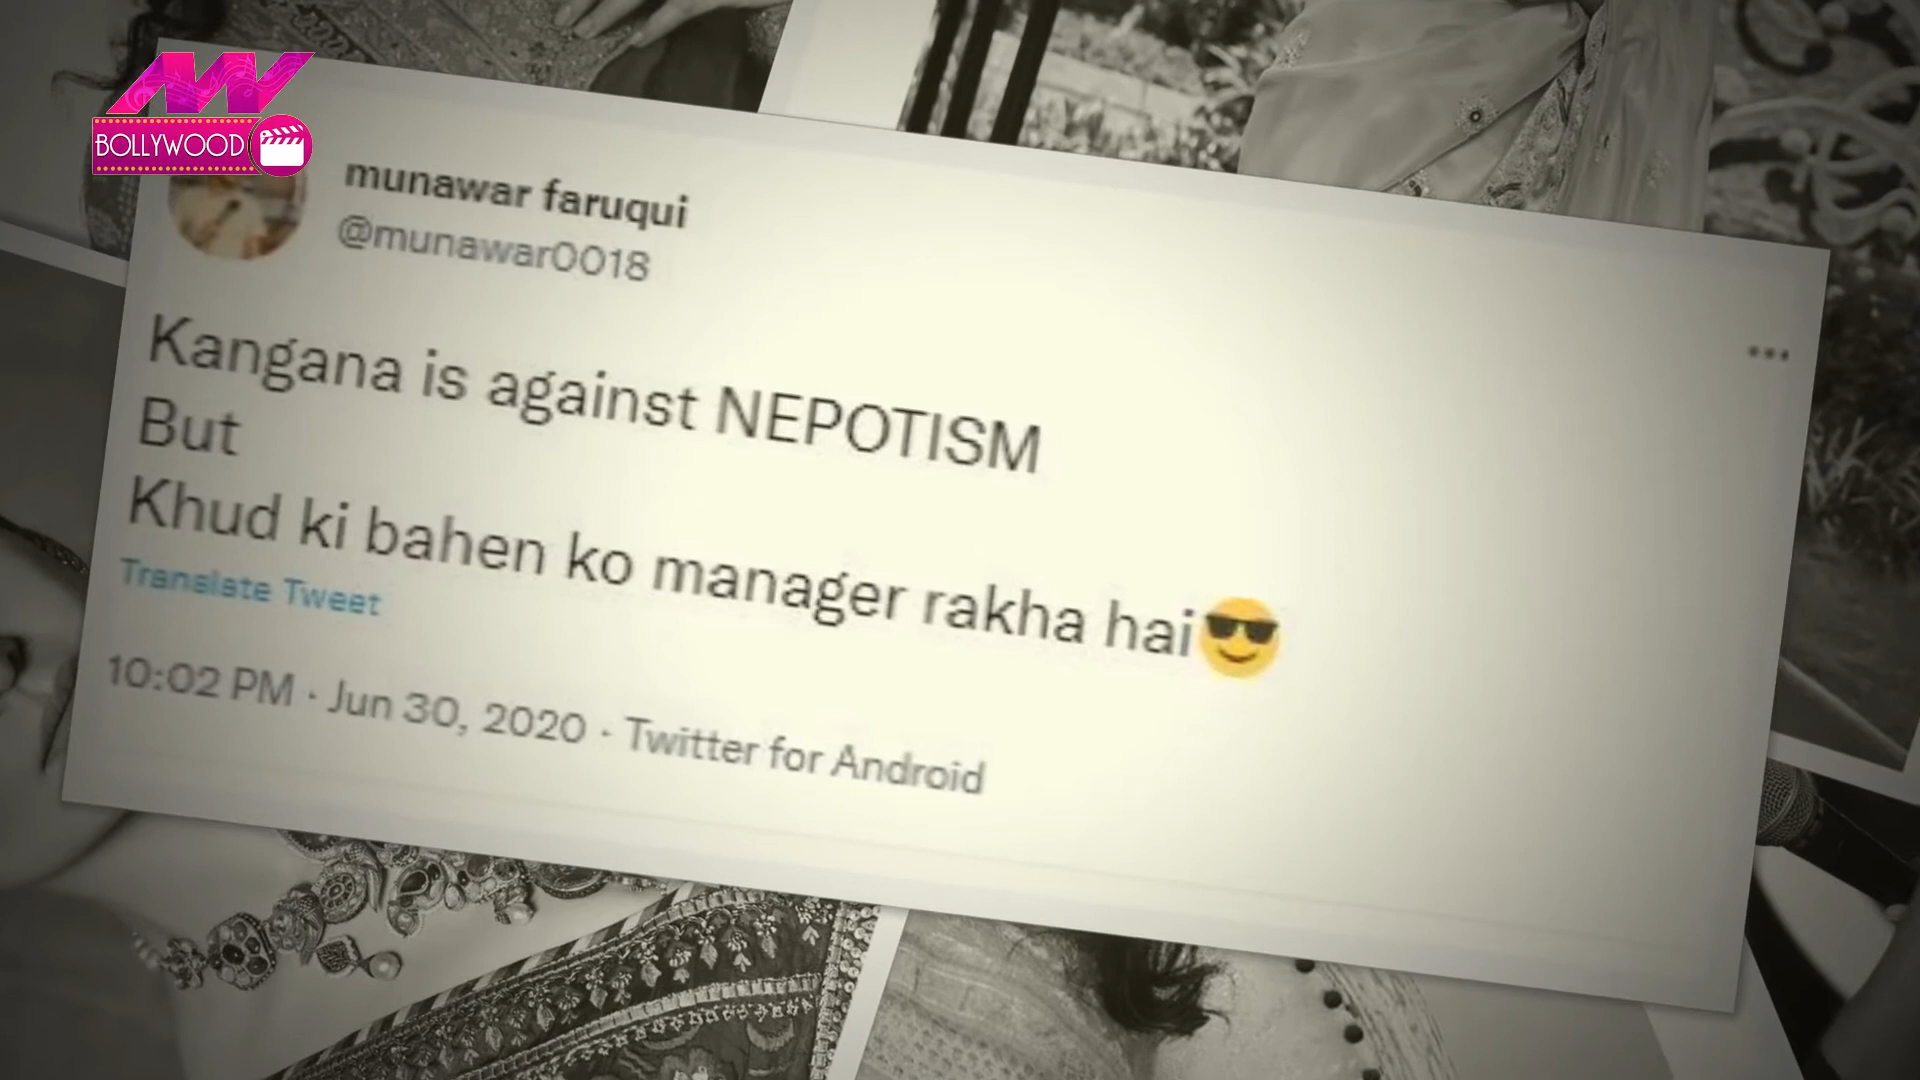 BOLLYWOOD
munawar faruqui
@munawar0018
Kangana is against NEPOTISM
But
Khud ki bahen ko manager rakha hai😎
Translate Tweet
10:02 PM · Jun 30, 2020 · Twitter for Android